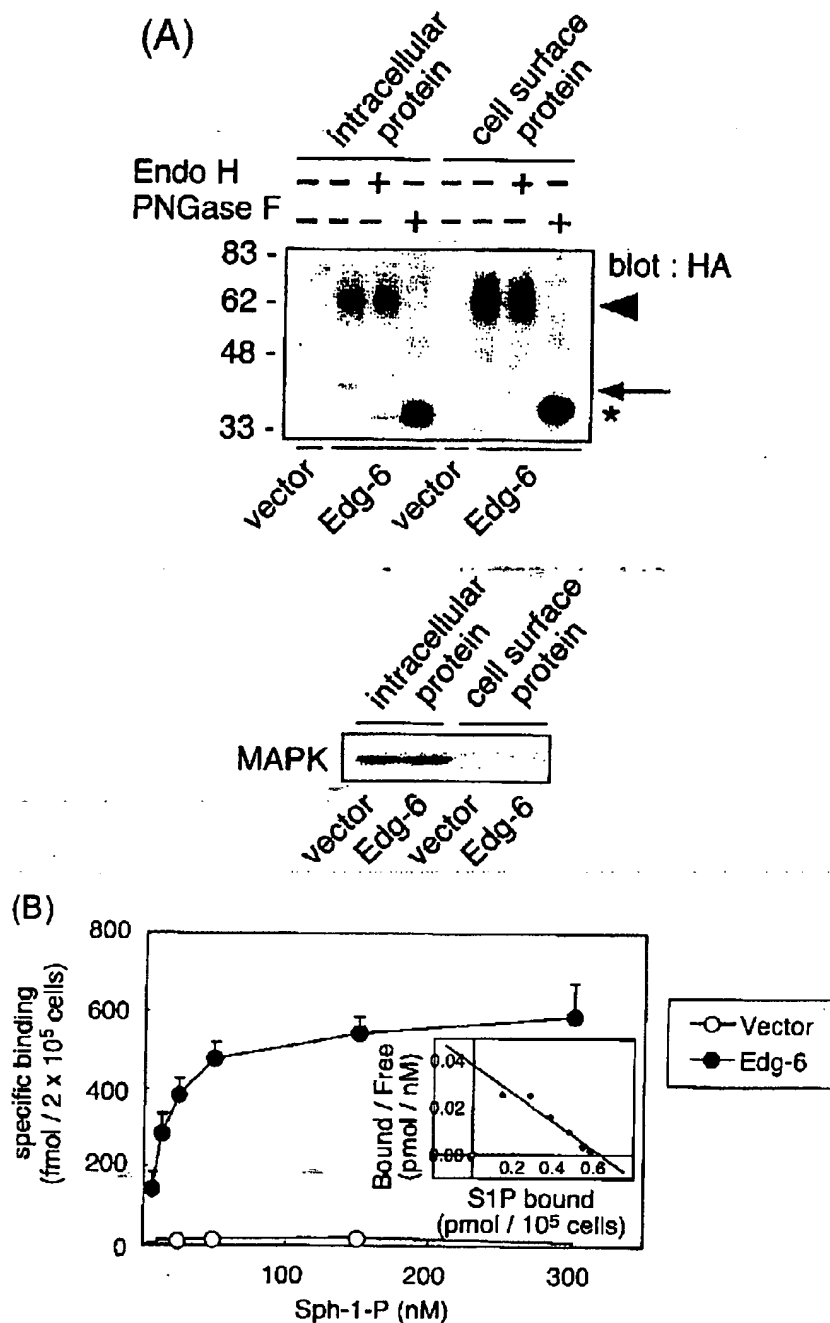 (A)
intracellular protein
cell surface protein
Endo H - - + - - - + -
PNGase F - - - + - - - +
83 -
blot : HA
62 -
48 -
*
33 -
vector
Edg-6
vector
Edg-6
intracellular protein
cell surface protein
MAPK
vector
Edg-6
vector
Edg-6
(B)
specific binding
(fmol / 2 x 10⁵ cells)
800
600
400
200
0
100
200
300
Sph-1-P (nM)
Bound / Free
(pmol / nM)
0.04
0.02
0.00
0.2
0.4
0.6
S1P bound
(pmol / 10⁵ cells)
Vector
Edg-6